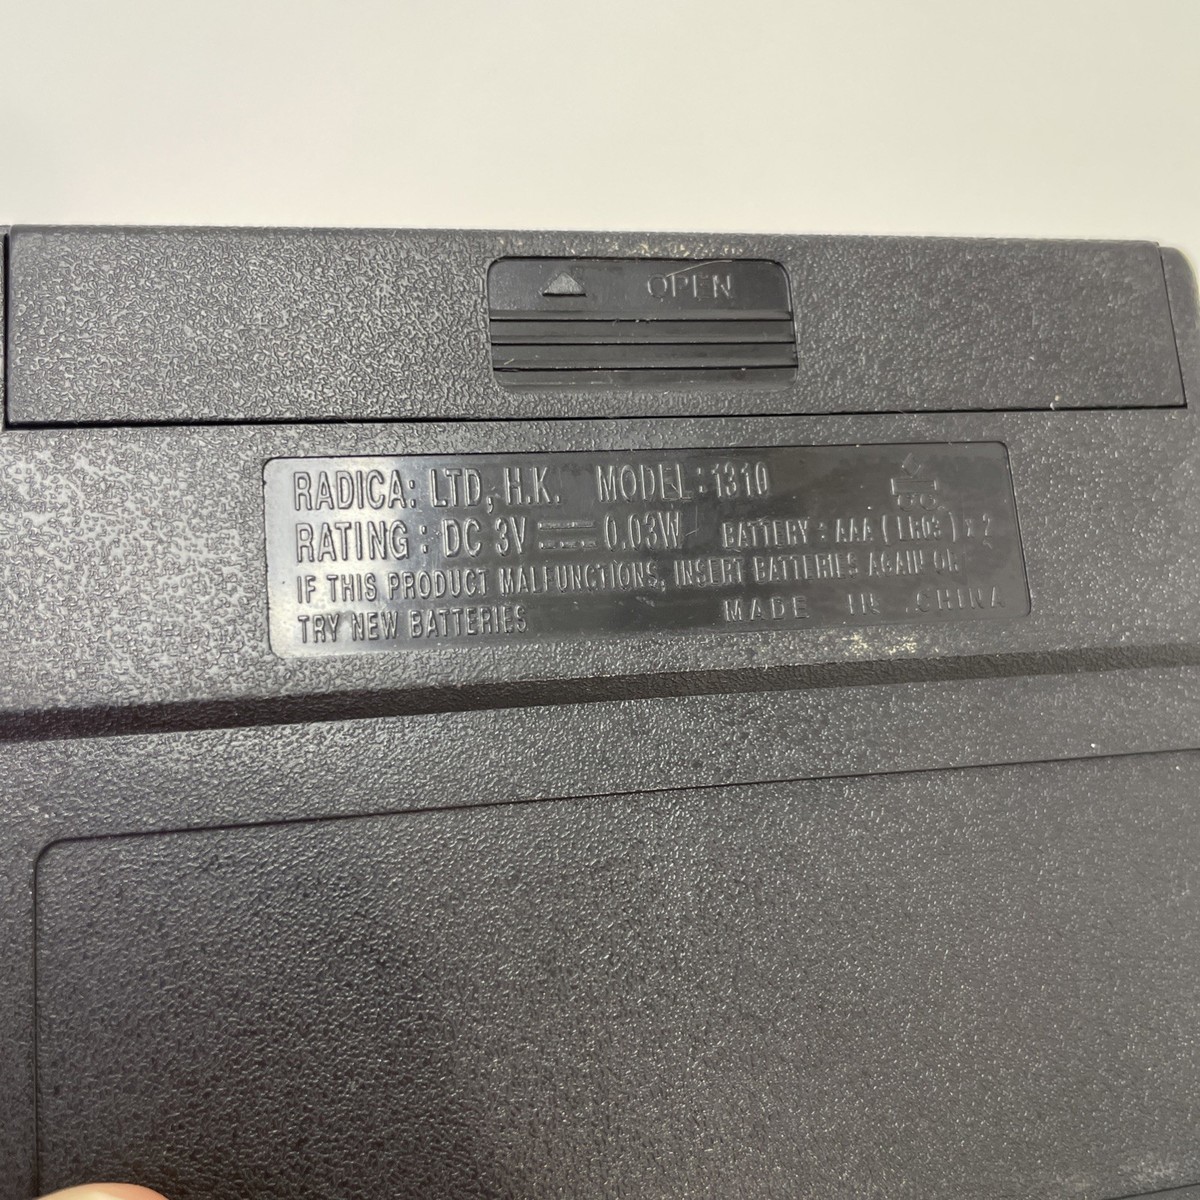 OPEN
RADICA: LTD, H.K. MODEL: 1310
RATING : DC 3V 0.03W BATTERY : AAA ( LR03 ) x 2
IF THIS PRODUCT MALFUNCTIONS, INSERT BATTERIES AGAIN OR
TRY NEW BATTERIES MADE IN CHINA